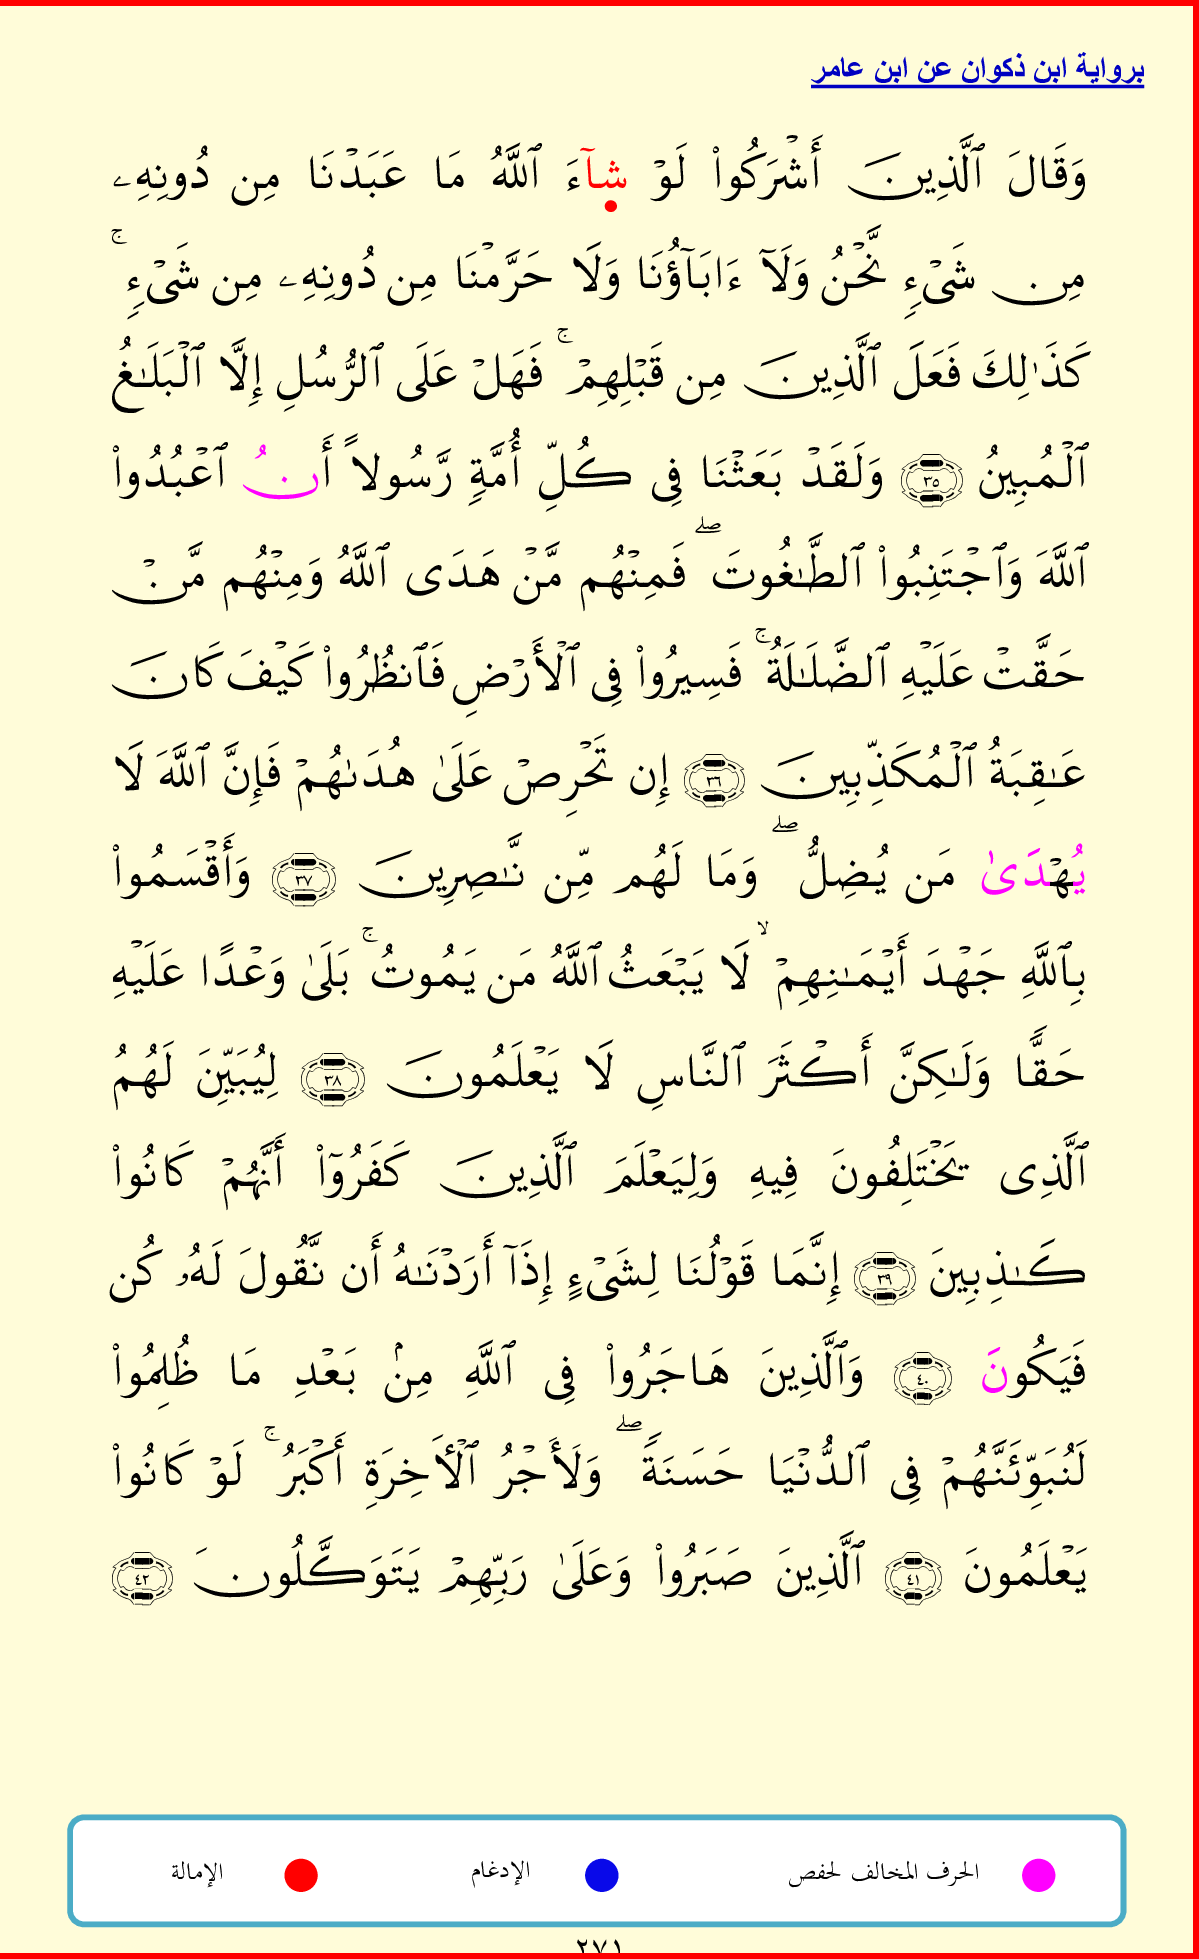 برواية ابن ذكوان عن ابن عامر
وَقَالَ ٱلَّذِينَ أَشْرَكُوا۟ لَوْ شَآءَ ٱللَّهُ مَا عَبَدْنَا مِن دُونِهِۦ
مِن شَىْءٍ نَّحْنُ وَلَآ ءَابَآؤُنَا وَلَا حَرَّمْنَا مِن دُونِهِۦ مِن شَىْءٍ ۚ
كَذَٰلِكَ فَعَلَ ٱلَّذِينَ مِن قَبْلِهِمْ ۚ فَهَلْ عَلَى ٱلرُّسُلِ إِلَّا ٱلْبَلَـٰغُ
ٱلْمُبِينُ ٣٥ وَلَقَدْ بَعَثْنَا فِى كُلِّ أُمَّةٍ رَّسُولاً أَنُ ٱعْبُدُوا۟
ٱللَّهَ وَٱجْتَنِبُوا۟ ٱلطَّـٰغُوتَ ۖ فَمِنْهُم مَّنْ هَدَى ٱللَّهُ وَمِنْهُم مَّنْ
حَقَّتْ عَلَيْهِ ٱلضَّلَـٰلَةُ ۚ فَسِيرُوا۟ فِى ٱلْأَرْضِ فَٱنظُرُوا۟ كَيْفَ كَانَ
عَـٰقِبَةُ ٱلْمُكَذِّبِينَ ٣٦ إِن تَحْرِصْ عَلَىٰ هُدَىٰهُمْ فَإِنَّ ٱللَّهَ لَا
يُهْدَىٰ مَن يُضِلُّ ۖ وَمَا لَهُم مِّن نَّـٰصِرِينَ ٣٧ وَأَقْسَمُوا۟
بِٱللَّهِ جَهْدَ أَيْمَـٰنِهِمْ ۙ لَا يَبْعَثُ ٱللَّهُ مَن يَمُوتُ ۚ بَلَىٰ وَعْدًا عَلَيْهِ
حَقًّا وَلَـٰكِنَّ أَكْثَرَ ٱلنَّاسِ لَا يَعْلَمُونَ ٣٨ لِيُبَيِّنَ لَهُمُ
ٱلَّذِى يَخْتَلِفُونَ فِيهِ وَلِيَعْلَمَ ٱلَّذِينَ كَفَرُوٓا۟ أَنَّهُمْ كَانُوا۟
كَـٰذِبِينَ ٣٩ إِنَّمَا قَوْلُنَا لِشَىْءٍ إِذَآ أَرَدْنَـٰهُ أَن نَّقُولَ لَهُۥ كُن
فَيَكُونَ ٤٠ وَٱلَّذِينَ هَاجَرُوا۟ فِى ٱللَّهِ مِنۢ بَعْدِ مَا ظُلِمُوا۟
لَنُبَوِّئَنَّهُمْ فِى ٱلدُّنْيَا حَسَنَةً ۖ وَلَأَجْرُ ٱلْأَخِرَةِ أَكْبَرُ ۚ لَوْ كَانُوا۟
يَعْلَمُونَ ٤١ ٱلَّذِينَ صَبَرُوا۟ وَعَلَىٰ رَبِّهِمْ يَتَوَكَّلُونَ ٤٢
الحرف المخالف لحفص الإدغام الإمالة
٢٧١